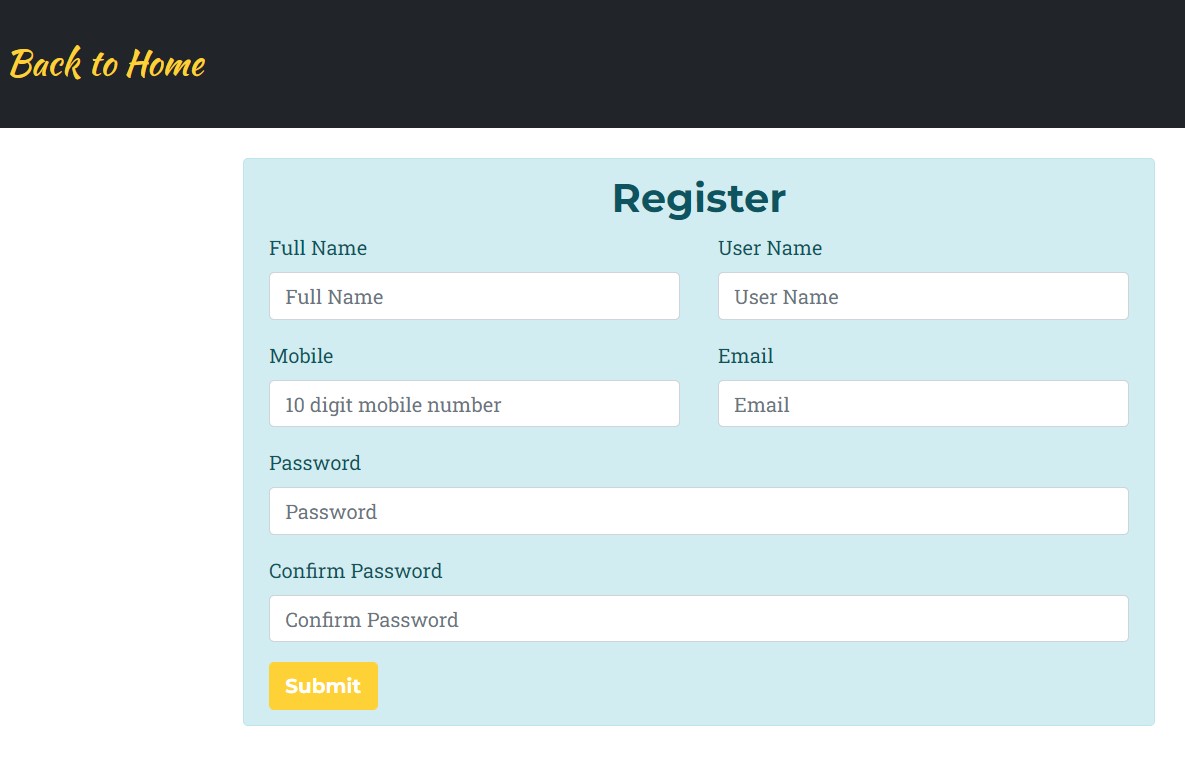 Back to Home
Register
Full Name
User Name
Full Name
User Name
Mobile
Email
10 digit mobile number
Email
Password
Password
Confirm Password
Confirm Password
Submit